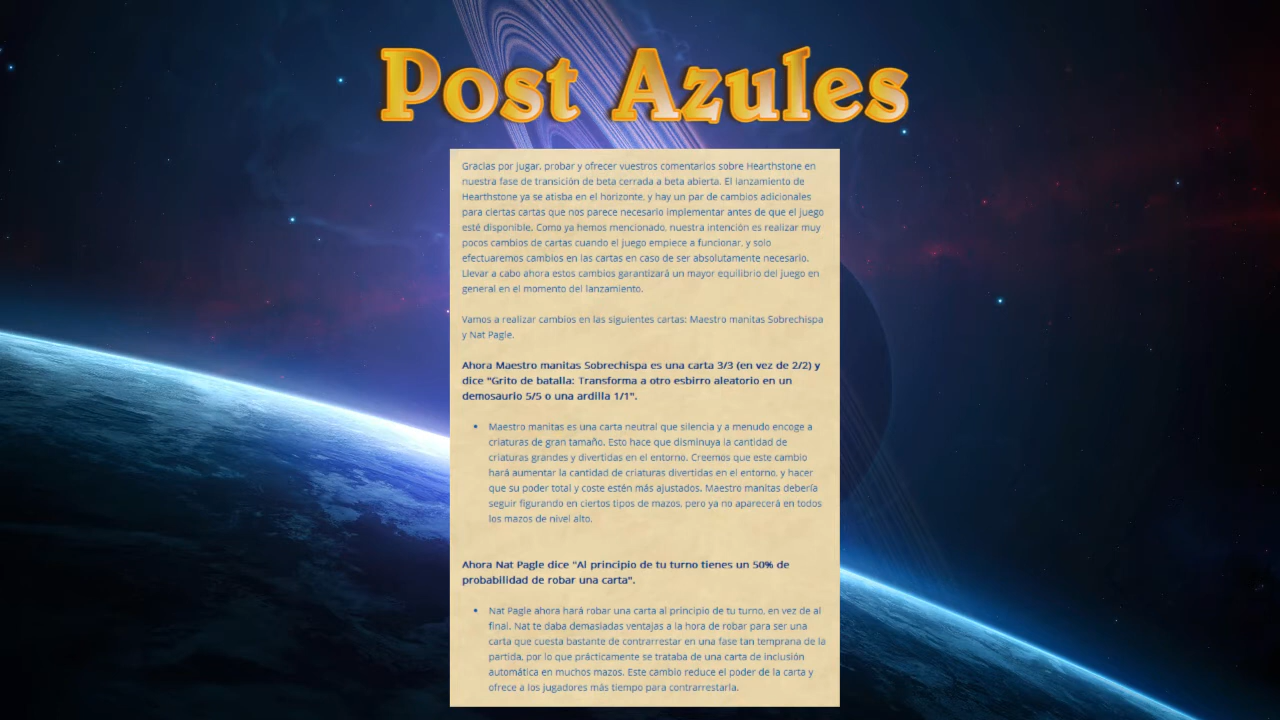 Post Azules
Gracias por jugar, probar y ofrecer vuestros comentarios sobre Hearthstone en
nuestra fase de transición de beta cerrada a beta abierta. El lanzamiento de
Hearthstone ya se atisba en el horizonte, y hay un par de cambios adicionales
para ciertas cartas que nos parece necesario implementar antes de que el juego
esté disponible. Como ya hemos mencionado, nuestra intención es realizar muy
pocos cambios de cartas cuando el juego empiece a funcionar, y solo
efectuaremos cambios en las cartas en caso de ser absolutamente necesario.
Llevar a cabo ahora estos cambios garantizará un mayor equilibrio del juego en
general en el momento del lanzamiento.
Vamos a realizar cambios en las siguientes cartas: Maestro manitas Sobrechispa
y Nat Pagle.
Ahora Maestro manitas Sobrechispa es una carta 3/3 (en vez de 2/2) y
dice "Grito de batalla: Transforma a otro esbirro aleatorio en un
demosaurio 5/5 o una ardilla 1/1".
• Maestro manitas es una carta neutral que silencia y a menudo encoge a
criaturas de gran tamaño. Esto hace que disminuya la cantidad de
criaturas grandes y divertidas en el entorno. Creemos que este cambio
hará aumentar la cantidad de criaturas divertidas en el entorno, y hacer
que su poder total y coste estén más ajustados. Maestro manitas debería
seguir figurando en ciertos tipos de mazos, pero ya no aparecerá en todos
los mazos de nivel alto.
Ahora Nat Pagle dice "Al principio de tu turno tienes un 50% de
probabilidad de robar una carta".
• Nat Pagle ahora hará robar una carta al principio de tu turno, en vez de al
final. Nat te daba demasiadas ventajas a la hora de robar para ser una
carta que cuesta bastante de contrarrestar en una fase tan temprana de la
partida, por lo que prácticamente se trataba de una carta de inclusión
automática en muchos mazos. Este cambio reduce el poder de la carta y
ofrece a los jugadores más tiempo para contrarrestarla.